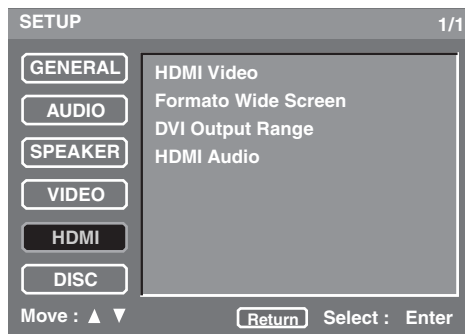 SETUP 1/1
GENERAL
AUDIO
SPEAKER
VIDEO
HDMI
DISC
HDMI Video
Formato Wide Screen
DVI Output Range
HDMI Audio
Move : ▲ ▼ Return Select : Enter